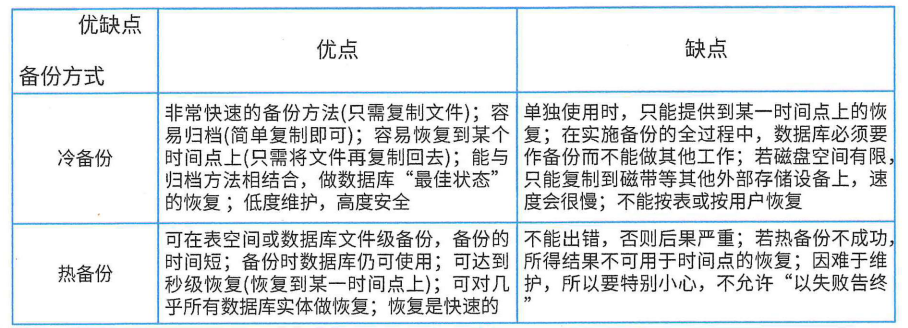 优缺点
备份方式
优点
缺点
冷备份
非常快速的备份方法(只需复制文件)；容
易归档(简单复制即可)；容易恢复到某个
时间点上(只需将文件再复制回去)；能与
归档方法相结合，做数据库“最佳状态”
的恢复；低度维护，高度安全
单独使用时，只能提供到某一时间点上的恢
复；在实施备份的全过程中，数据库必须要
作备份而不能做其他工作；若磁盘空间有限，
只能复制到磁带等其他外部存储设备上，速
度会很慢；不能按表或按用户恢复
热备份
可在表空间或数据库文件级备份，备份的
时间短；备份时数据库仍可使用；可达到
秒级恢复(恢复到某一时间点上)；可对几
乎所有数据库实体做恢复；恢复是快速的
不能出错，否则后果严重；若热备份不成功，
所得结果不可用于时间点的恢复；因难于维
护，所以要特别小心，不允许“以失败告终
”